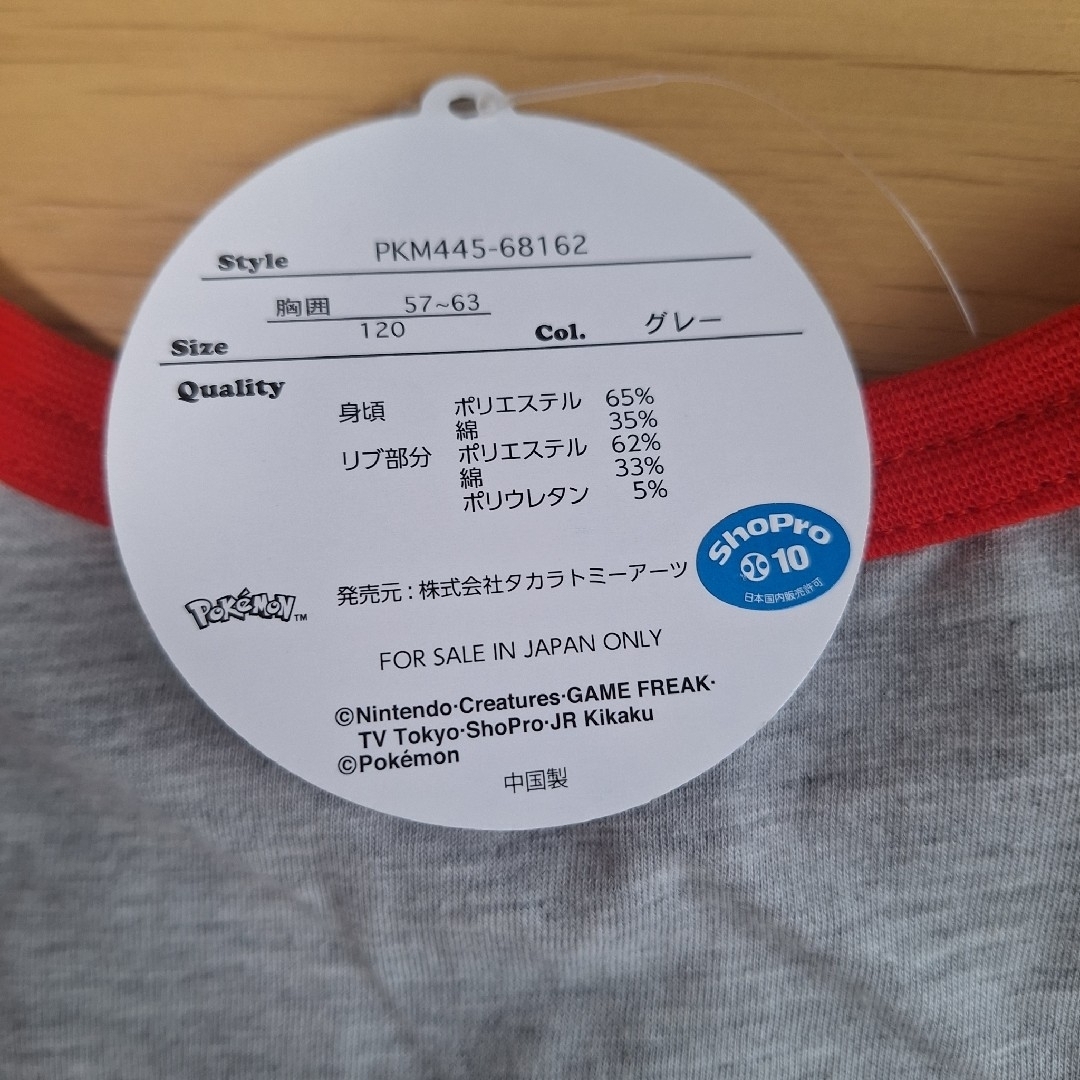 Style PKM445-68162
胸囲 57~63
Size 120 Col. グレー
Quality
身頃 ポリエステル 65%
綿 35%
リブ部分 ポリエステル 62%
綿 33%
ポリウレタン 5%
ShoPro
10
日本国内販売許可
POKéMON™
発売元:株式会社タカラトミーアーツ
FOR SALE IN JAPAN ONLY
©Nintendo·Creatures·GAME FREAK·
TV Tokyo·ShoPro·JR Kikaku
©Pokémon
中国製